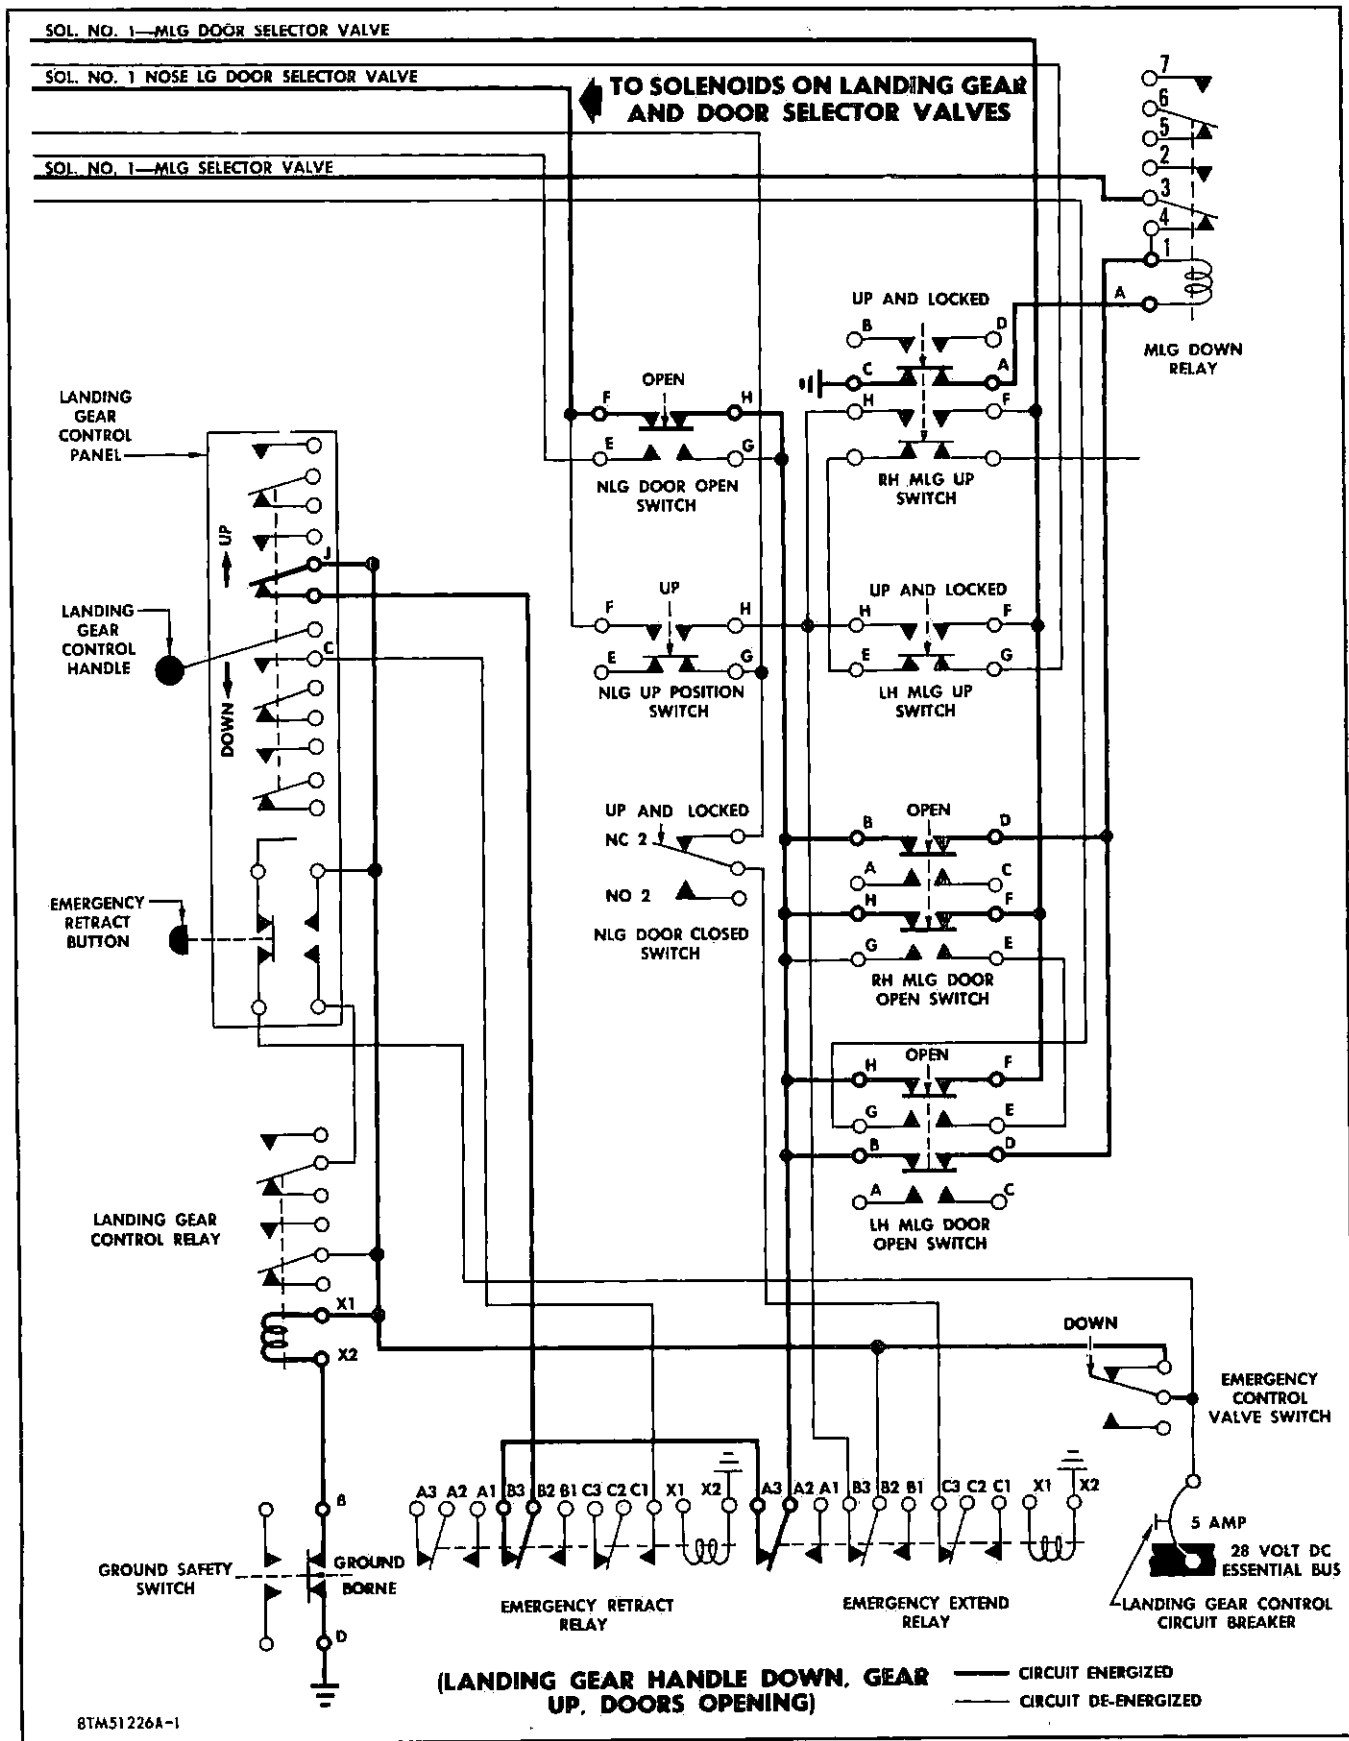 SOL. NO. 1—MLG DOOR SELECTOR VALVE
SOL. NO. 1 NOSE LG DOOR SELECTOR VALVE
TO SOLENOIDS ON LANDING GEAR
AND DOOR SELECTOR VALVES
SOL. NO. 1—MLG SELECTOR VALVE
7
6
5
2
3
4
1
A
MLG DOWN
RELAY
UP AND LOCKED
B
D
C
A
H
F
RH MLG UP
SWITCH
OPEN
F
H
E
G
NLG DOOR OPEN
SWITCH
LANDING
GEAR
CONTROL
PANEL
UP
J
LANDING
GEAR
CONTROL
HANDLE
C
DOWN
UP
F
H
E
G
NLG UP POSITION
SWITCH
UP AND LOCKED
H
F
E
G
LH MLG UP
SWITCH
UP AND LOCKED
NC 2
NO 2
NLG DOOR CLOSED
SWITCH
OPEN
B
D
A
C
H
F
G
E
RH MLG DOOR
OPEN SWITCH
EMERGENCY
RETRACT
BUTTON
OPEN
H
F
G
E
B
D
A
C
LH MLG DOOR
OPEN SWITCH
LANDING GEAR
CONTROL RELAY
X1
X2
DOWN
EMERGENCY
CONTROL
VALVE SWITCH
B
GROUND SAFETY
SWITCH
GROUND
BORNE
D
A3 A2 A1 B3 B2 B1 C3 C2 C1 X1 X2
EMERGENCY RETRACT
RELAY
A3 A2 A1 B3 B2 B1 C3 C2 C1 X1 X2
EMERGENCY EXTEND
RELAY
5 AMP
28 VOLT DC
ESSENTIAL BUS
LANDING GEAR CONTROL
CIRCUIT BREAKER
(LANDING GEAR HANDLE DOWN, GEAR
UP, DOORS OPENING)
CIRCUIT ENERGIZED
CIRCUIT DE-ENERGIZED
8TM51226A-1